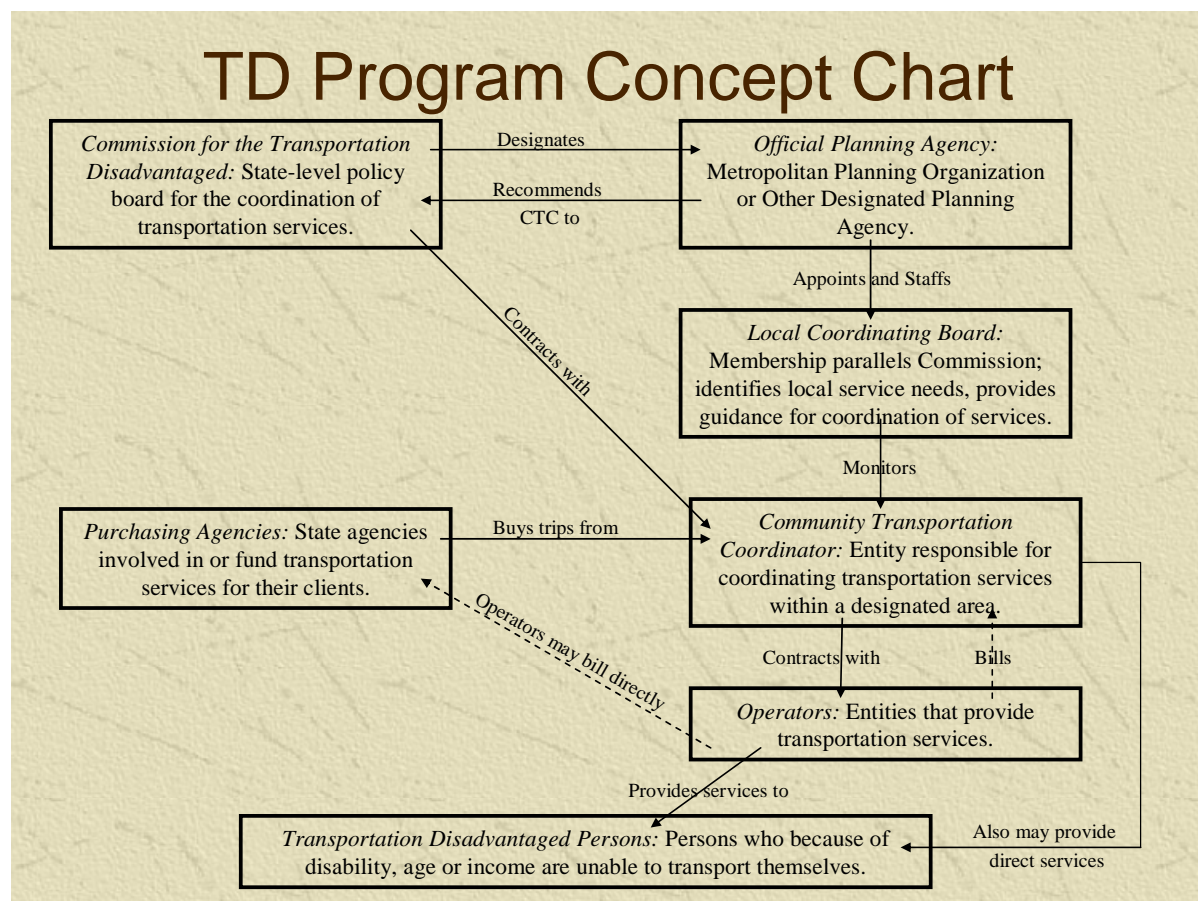 TD Program Concept Chart
Commission for the Transportation
Disadvantaged: State-level policy
board for the coordination of
transportation services.
Designates
Recommends
CTC to
Official Planning Agency:
Metropolitan Planning Organization
or Other Designated Planning
Agency.
Appoints and Staffs
Contracts with
Local Coordinating Board:
Membership parallels Commission;
identifies local service needs, provides
guidance for coordination of services.
Monitors
Purchasing Agencies: State agencies
involved in or fund transportation
services for their clients.
Buys trips from
Community Transportation
Coordinator: Entity responsible for
coordinating transportation services
within a designated area.
Operators may bill directly
Contracts with
Bills
Operators: Entities that provide
transportation services.
Provides services to
Transportation Disadvantaged Persons: Persons who because of
disability, age or income are unable to transport themselves.
Also may provide
direct services